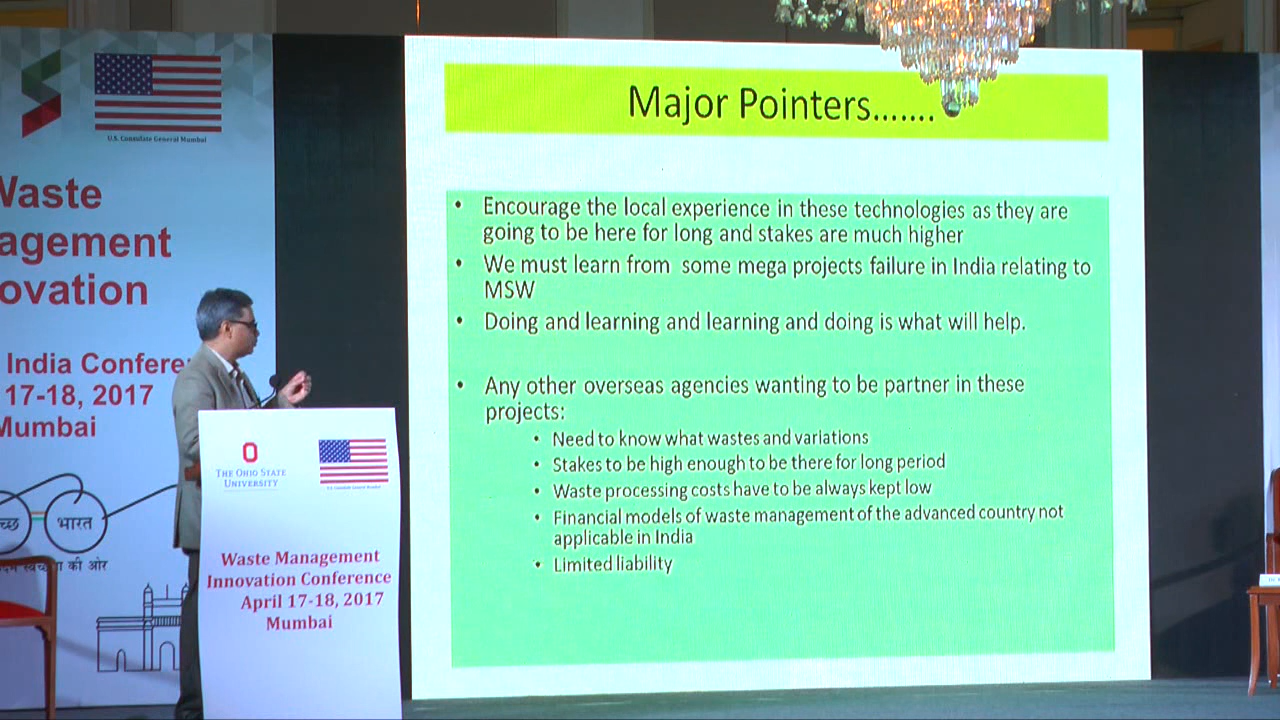 U.S. Consulate General Mumbai
Waste
agement
ovation
India Confere
17-18, 2017
Mumbai
भारत
की ओर
Major Pointers.......
• Encourage the local experience in these technologies as they are
going to be here for long and stakes are much higher
• We must learn from some mega projects failure in India relating to
MSW
• Doing and learning and learning and doing is what will help.
• Any other overseas agencies wanting to be partner in these
projects:
• Need to know what wastes and variations
• Stakes to be high enough to be there for long period
• Waste processing costs have to be always kept low
• Financial models of waste management of the advanced country not
applicable in India
• Limited liability
THE OHIO STATE
UNIVERSITY
U.S. Consulate General Mumbai
Waste Management
Innovation Conference
April 17-18, 2017
Mumbai